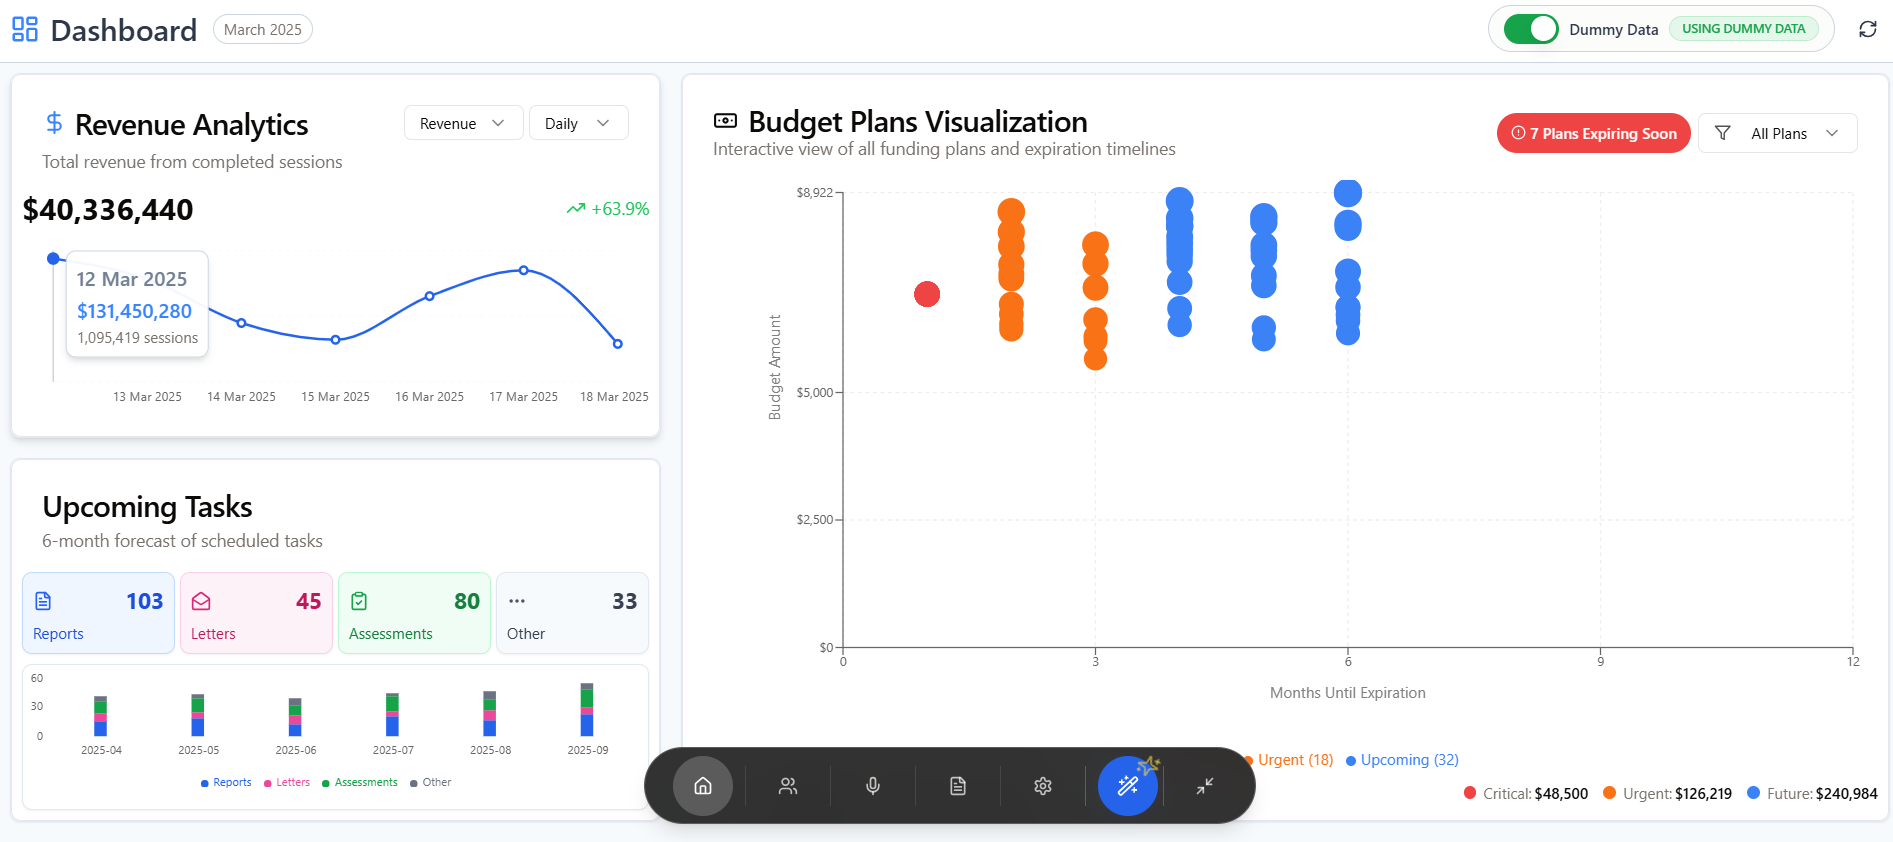 Dashboard
March 2025
Dummy Data
USING DUMMY DATA
Revenue Analytics
Revenue
Daily
Total revenue from completed sessions
$40,336,440
+63.9%
12 Mar 2025
$131,450,280
1,095,419 sessions
13 Mar 2025
14 Mar 2025
15 Mar 2025
16 Mar 2025
17 Mar 2025
18 Mar 2025
Upcoming Tasks
6-month forecast of scheduled tasks
103
Reports
45
Letters
80
Assessments
33
Other
60
30
0
2025-04
2025-05
2025-06
2025-07
2025-08
2025-09
Reports
Letters
Assessments
Other
Budget Plans Visualization
Interactive view of all funding plans and expiration timelines
7 Plans Expiring Soon
All Plans
$8,922
$5,000
$2,500
$0
Budget Amount
0
3
6
9
12
Months Until Expiration
Urgent (18)
Upcoming (32)
Critical: $48,500
Urgent: $126,219
Future: $240,984